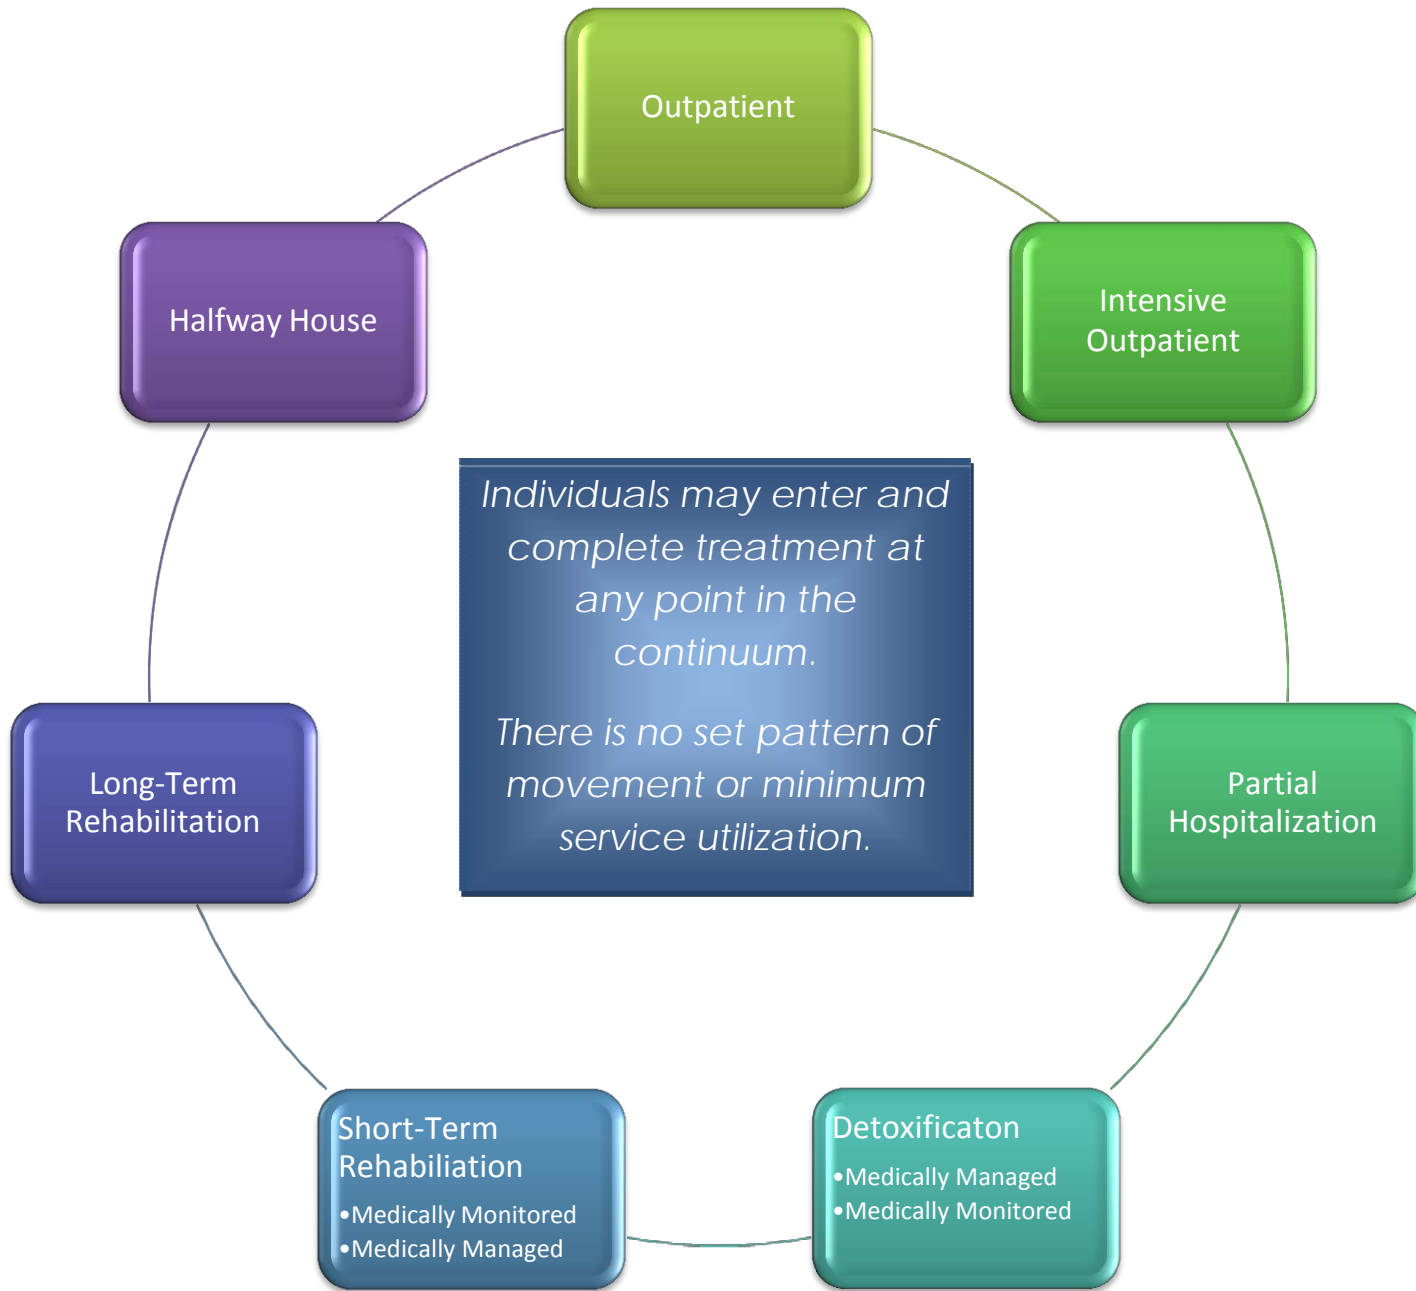 Outpatient
Intensive
Outpatient
Partial
Hospitalization
Detoxificaton
•Medically Managed
•Medically Monitored
Short-Term
Rehabiliation
•Medically Monitored
•Medically Managed
Long-Term
Rehabilitation
Halfway House
Individuals may enter and
complete treatment at
any point in the
continuum.
There is no set pattern of
movement or minimum
service utilization.